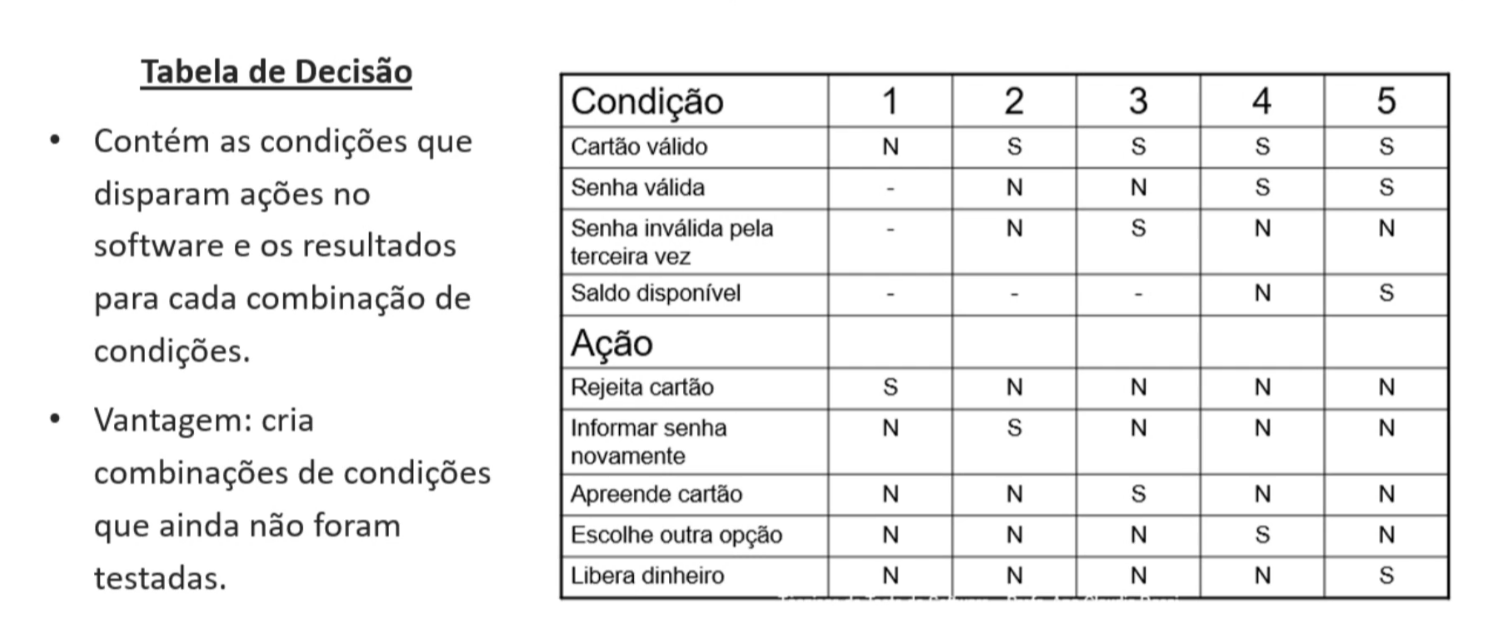 Tabela de Decisão
• Contém as condições que
disparam ações no
software e os resultados
para cada combinação de
condições.
• Vantagem: cria
combinações de condições
que ainda não foram
testadas.
Condição 1 2 3 4 5
Cartão válido N S S S S
Senha válida - N N S S
Senha inválida pela
terceira vez - N S N N
Saldo disponível - - - N S
Ação
Rejeita cartão S N N N N
Informar senha
novamente N S N N N
Apreende cartão N N S N N
Escolhe outra opção N N N S N
Libera dinheiro N N N N S